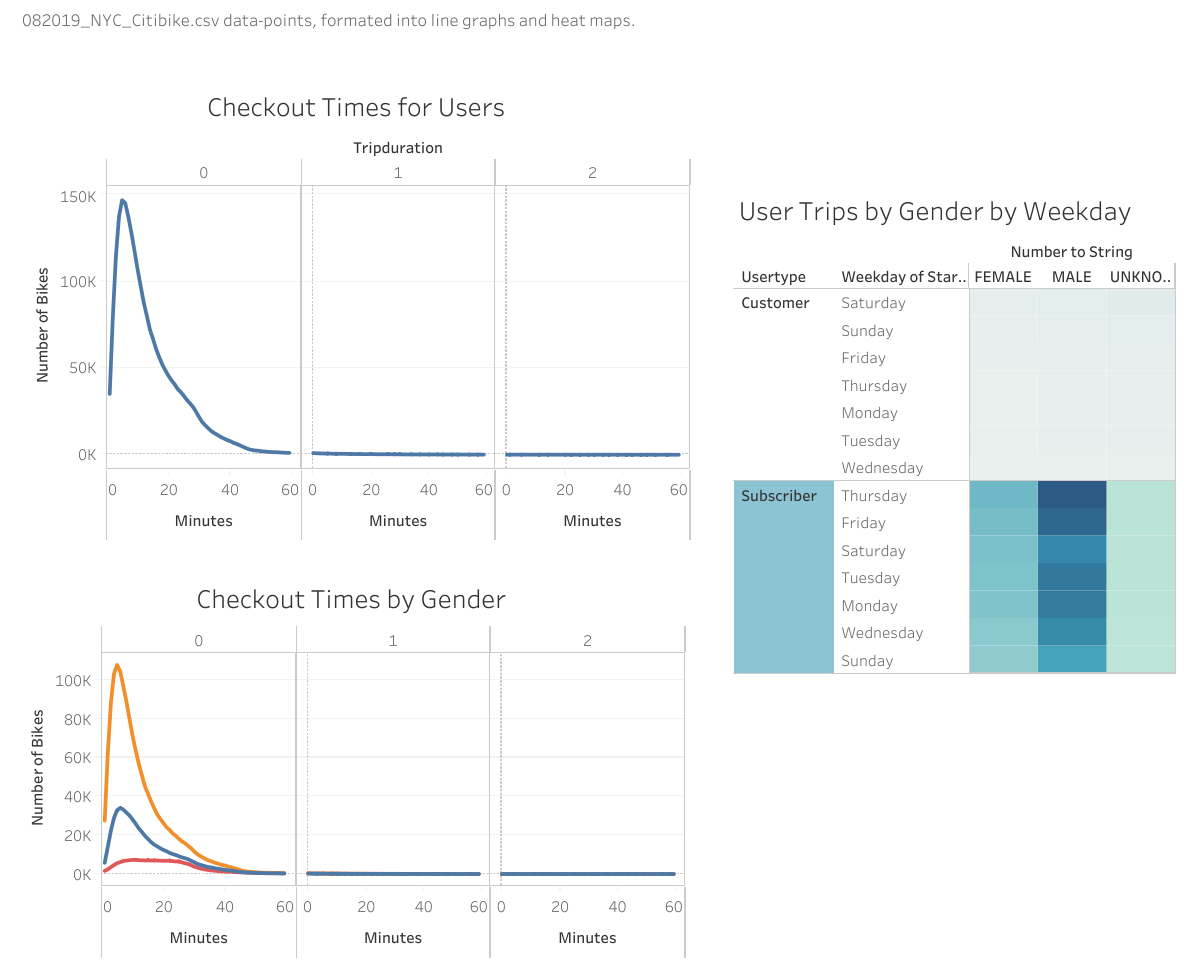 082019_NYC_Citibike.csv data-points, formated into line graphs and heat maps.
Checkout Times for Users
Tripduration
0 1 2
150K
100K
50K
0K
Number of Bikes
0 20 40 60 0 20 40 60 0 20 40 60
Minutes Minutes Minutes
Checkout Times by Gender
0 1 2
100K
80K
60K
40K
20K
0K
Number of Bikes
0 20 40 60 0 20 40 60 0 20 40 60
Minutes Minutes Minutes
User Trips by Gender by Weekday
Number to String
Usertype Weekday of Star.. FEMALE MALE UNKNO..
Customer Saturday
Sunday
Friday
Thursday
Monday
Tuesday
Wednesday
Subscriber Thursday
Friday
Saturday
Tuesday
Monday
Wednesday
Sunday